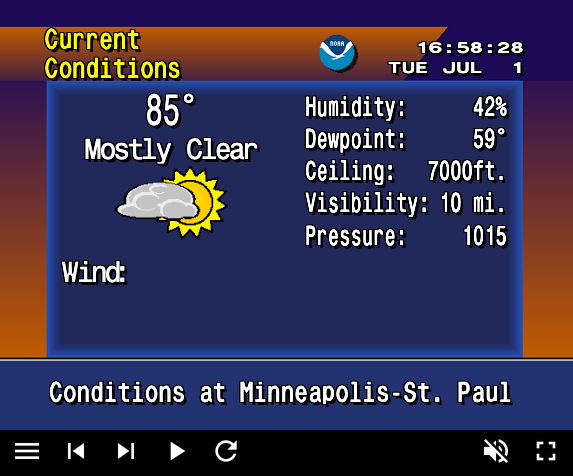 Current
Conditions
NOAA
16:58:28
TUE JUL 1
85°
Mostly Clear
Wind:
Humidity: 42%
Dewpoint: 59°
Ceiling: 7000ft.
Visibility: 10 mi.
Pressure: 1015
Conditions at Minneapolis-St. Paul